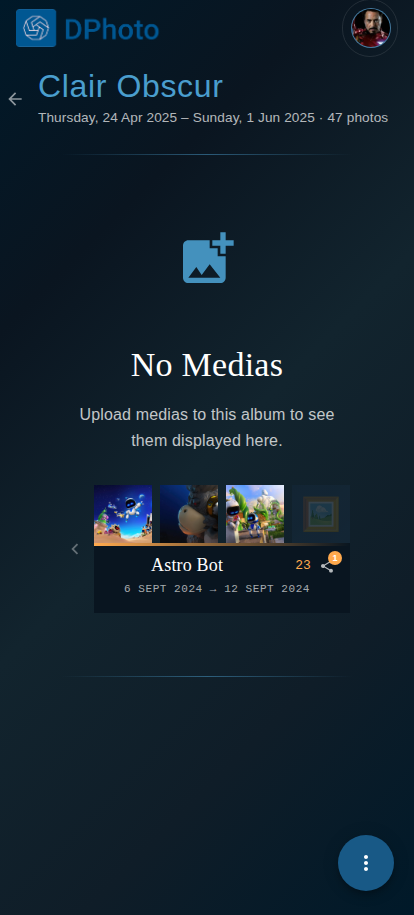 DPhoto
Clair Obscur
Thursday, 24 Apr 2025 – Sunday, 1 Jun 2025 · 47 photos
No Medias
Upload medias to this album to see
them displayed here.
Astro Bot
23
1
6 SEPT 2024 → 12 SEPT 2024